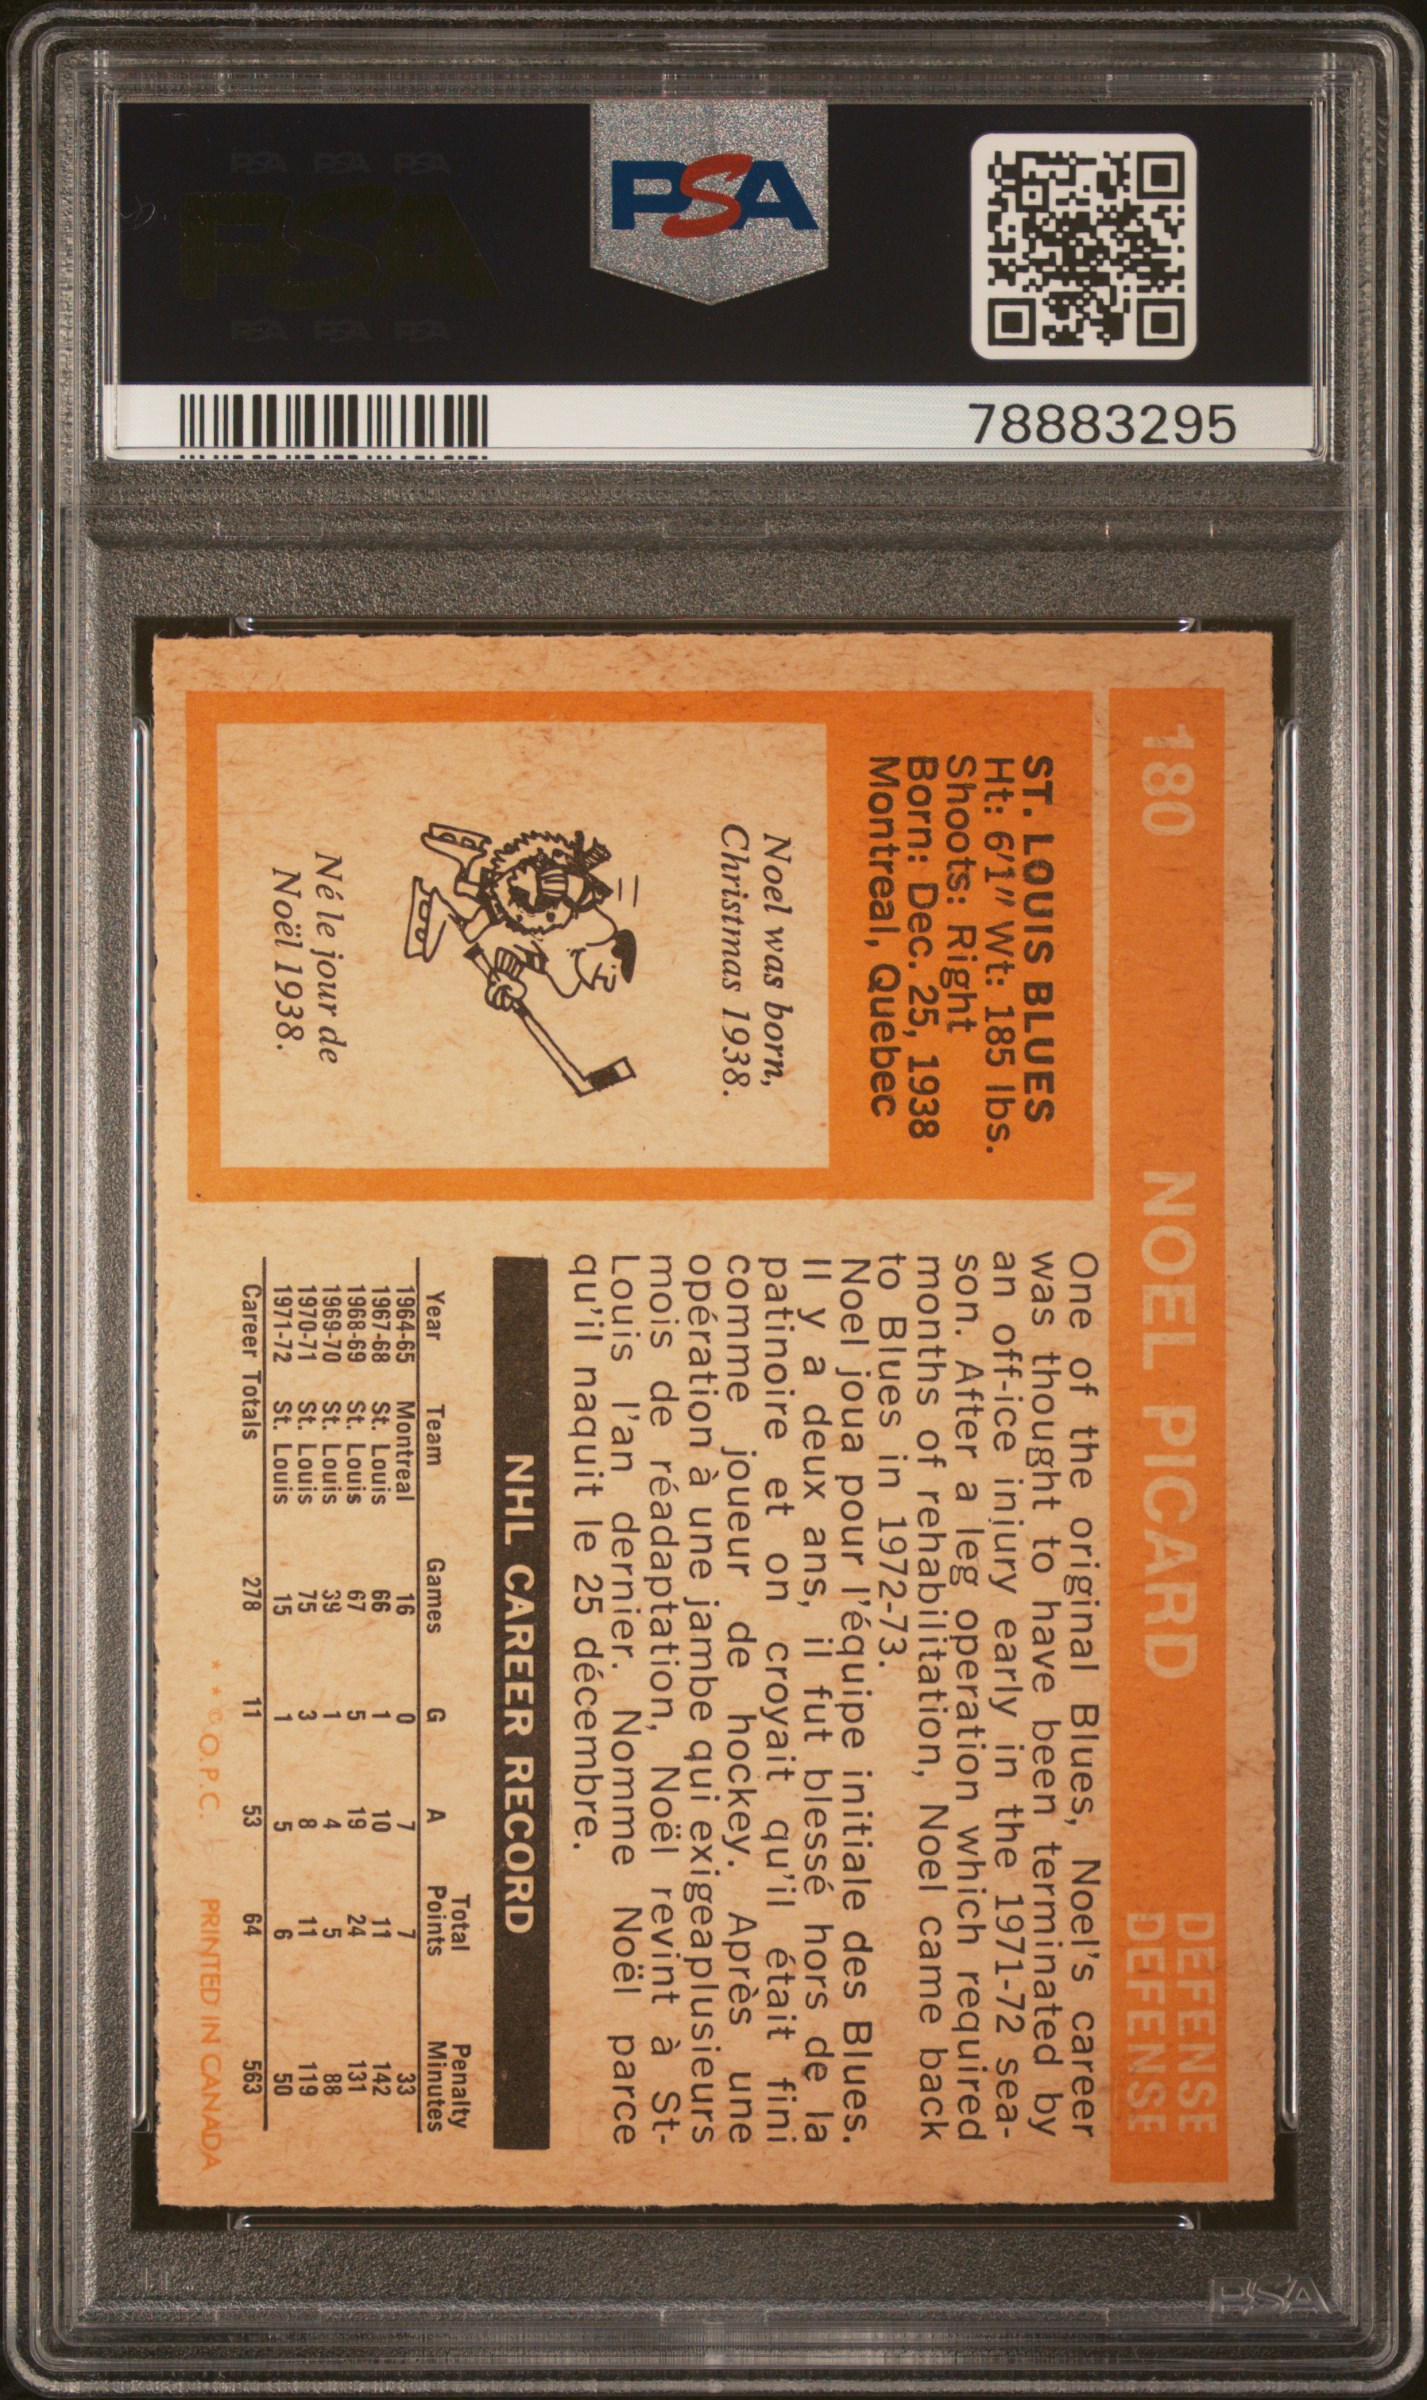 PSA PSA PSA
PSA
PSA PSA PSA
PSA
78883295
180 NOEL PICARD DEFENSE
DEFENSE
ST. LOUIS BLUES
Ht: 6'1" Wt: 185 lbs.
Shoots: Right
Born: Dec. 25, 1938
Montreal, Quebec
Noel was born,
Christmas 1938.
Né le jour de
Noël 1938.
One of the original Blues, Noel's career
was thought to have been terminated by
an off-ice injury early in the 1971-72 sea-
son. After a leg operation which required
months of rehabilitation, Noel came back
to Blues in 1972-73.
Noel joua pour l'équipe initiale des Blues.
Il y a deux ans, il fut blessé hors de la
patinoire et on croyait qu'il était fini
comme joueur de hockey. Après une
opération à une jambe qui exigeaplusieurs
mois de réadaptation, Noël revint à St-
Louis l'an dernier. Nomme Noël parce
qu'il naquit le 25 décembre.
NHL CAREER RECORD
Year Team Games G A Total Points Penalty Minutes
1964-65 Montreal 16 0 7 7 33
1967-68 St. Louis 66 1 10 11 142
1968-69 St. Louis 67 5 19 24 131
1969-70 St. Louis 39 1 4 5 88
1970-71 St. Louis 75 3 8 11 119
1971-72 St. Louis 15 1 5 6 50
Career Totals 278 11 53 64 563
* * © O.P.C. PRINTED IN CANADA
PSA